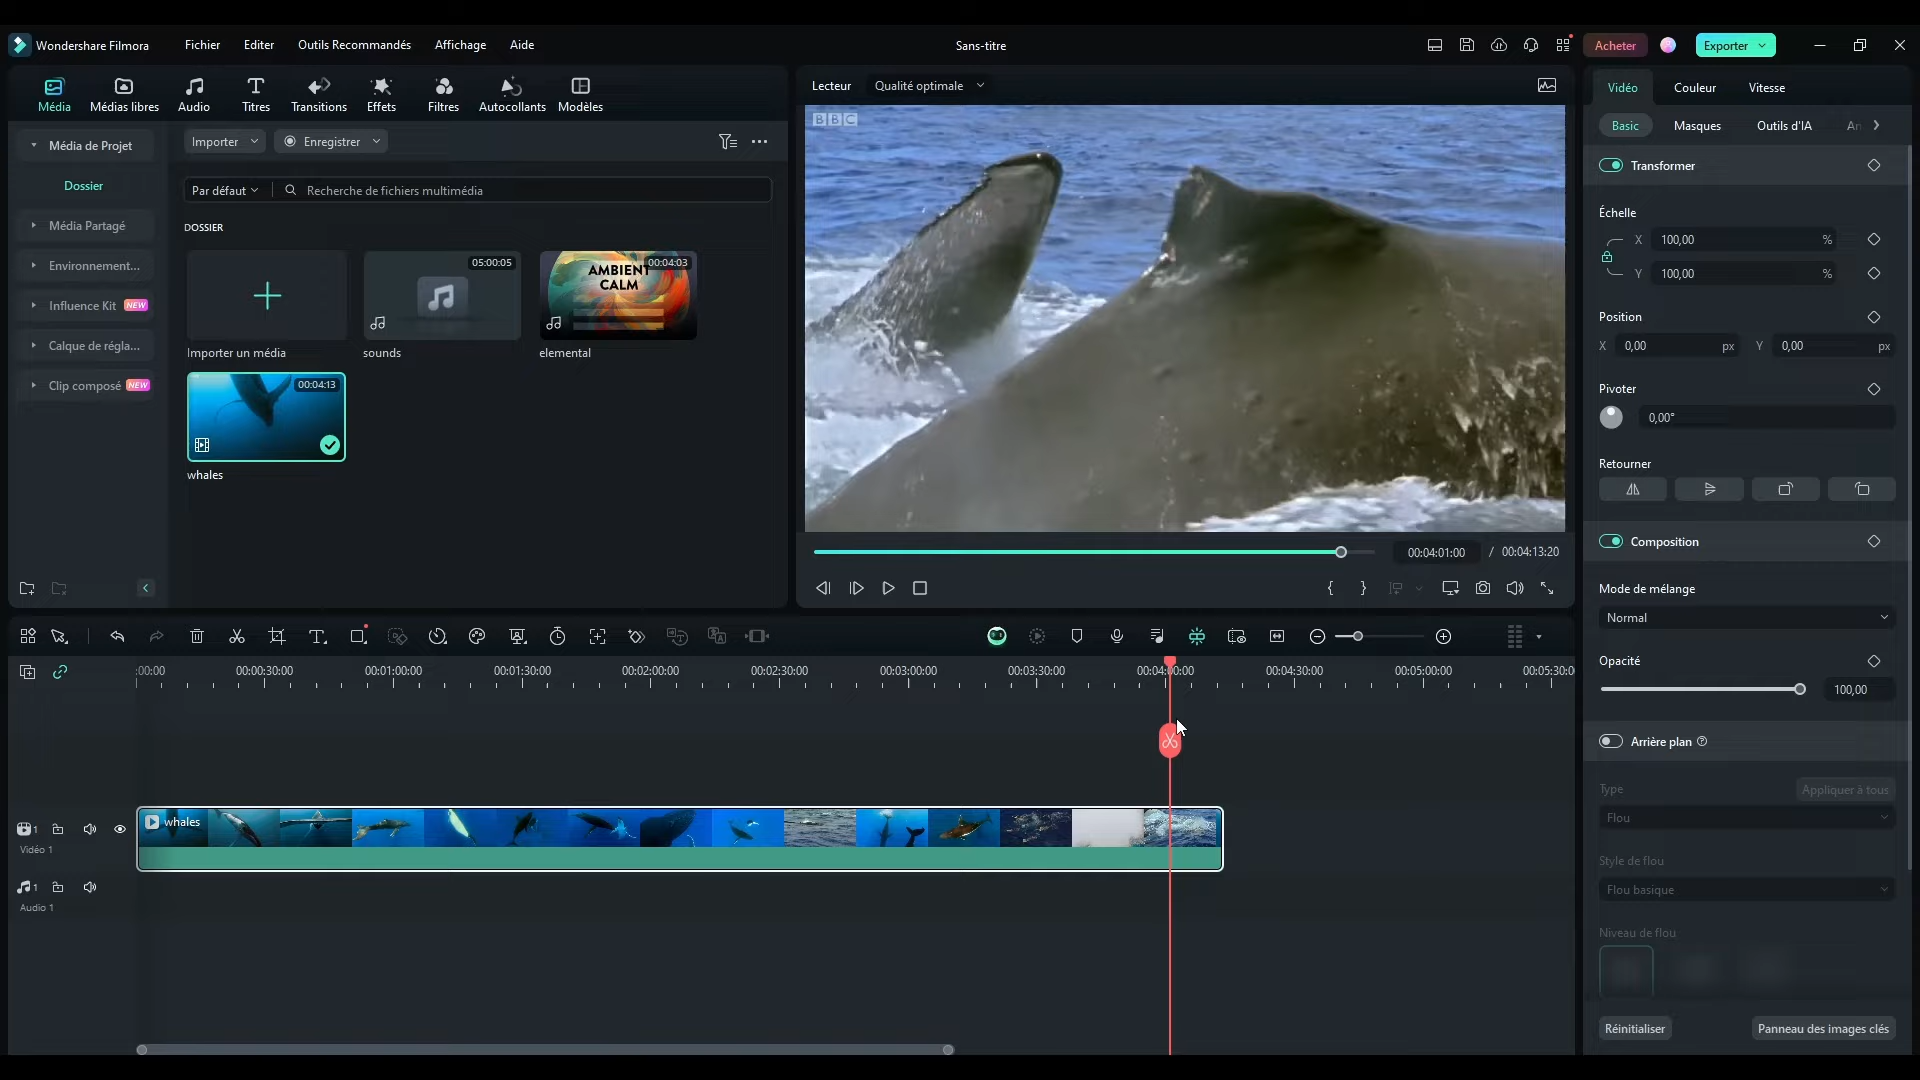 Wondershare Filmora
Fichier
Editer
Outils Recommandés
Affichage
Aide
Sans-titre
Acheter
Exporter
Média
Médias libres
Audio
Titres
Transitions
Effets
Filtres
Autocollants
Modèles
Média de Projet
Dossier
Média Partagé
Environnement...
Influence Kit NEW
Calque de régla...
Clip composé NEW
Importer
Enregistrer
Par défaut
Recherche de fichiers multimédia
DOSSIER
Importer un média
05:00:05
sounds
00:04:03
AMBIENT
CALM
elemental
00:04:13
whales
Lecteur
Qualité optimale
BBC
00:04:01:00 / 00:04:13:20
Vidéo
Couleur
Vitesse
Basic
Masques
Outils d'IA
An
Transformer
Échelle
X 100,00 %
Y 100,00 %
Position
X 0,00 px Y 0,00 px
Pivoter
0,00°
Retourner
Composition
Mode de mélange
Normal
Opacité
100,00
Arrière plan
Type
Appliquer à tous
Flou
Style de flou
Flou basique
Niveau de flou
Réinitialiser
Panneau des images clés
:00:00 00:00:30:00 00:01:00:00 00:01:30:00 00:02:00:00 00:02:30:00 00:03:00:00 00:03:30:00 00:04:00:00 00:04:30:00 00:05:00:00 00:05:30:0
whales
1
Vidéo 1
1
Audio 1